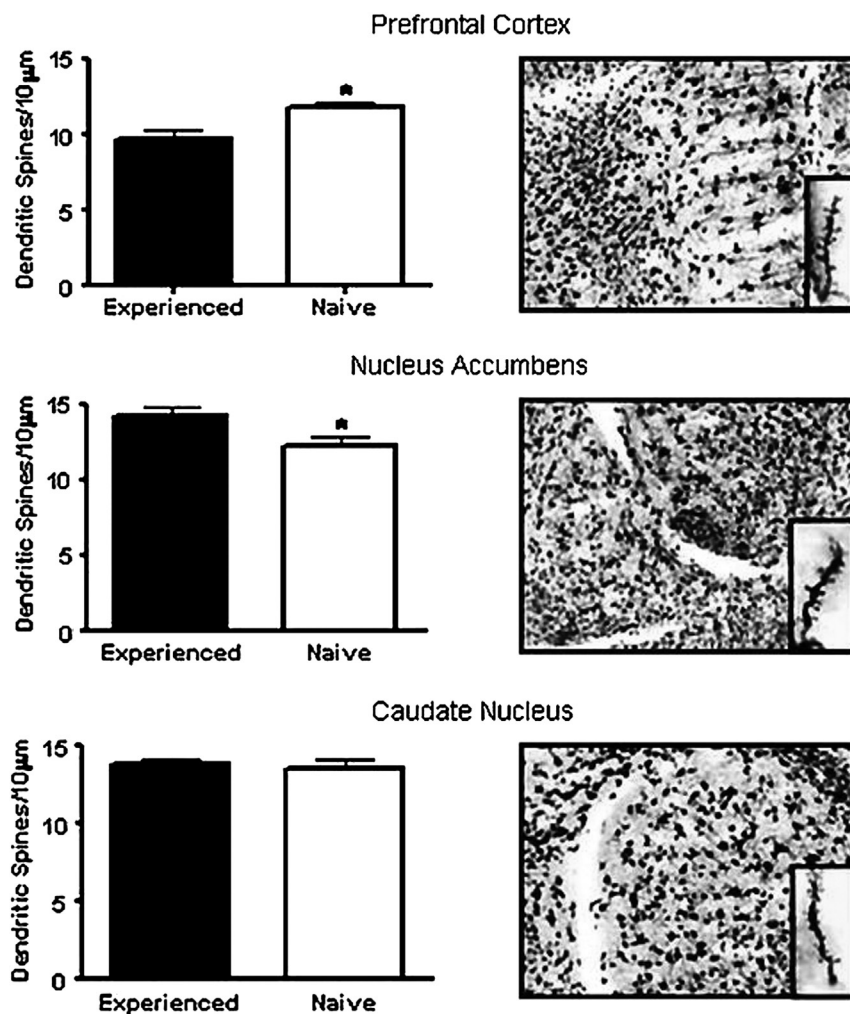 Prefrontal Cortex
Dendritic Spines/10µm
15
10
5
0
*
Experienced Naive
Nucleus Accumbens
Dendritic Spines/10µm
15
10
5
0
*
Experienced Naive
Caudate Nucleus
Dendritic Spines/10µm
15
10
5
0
Experienced Naive